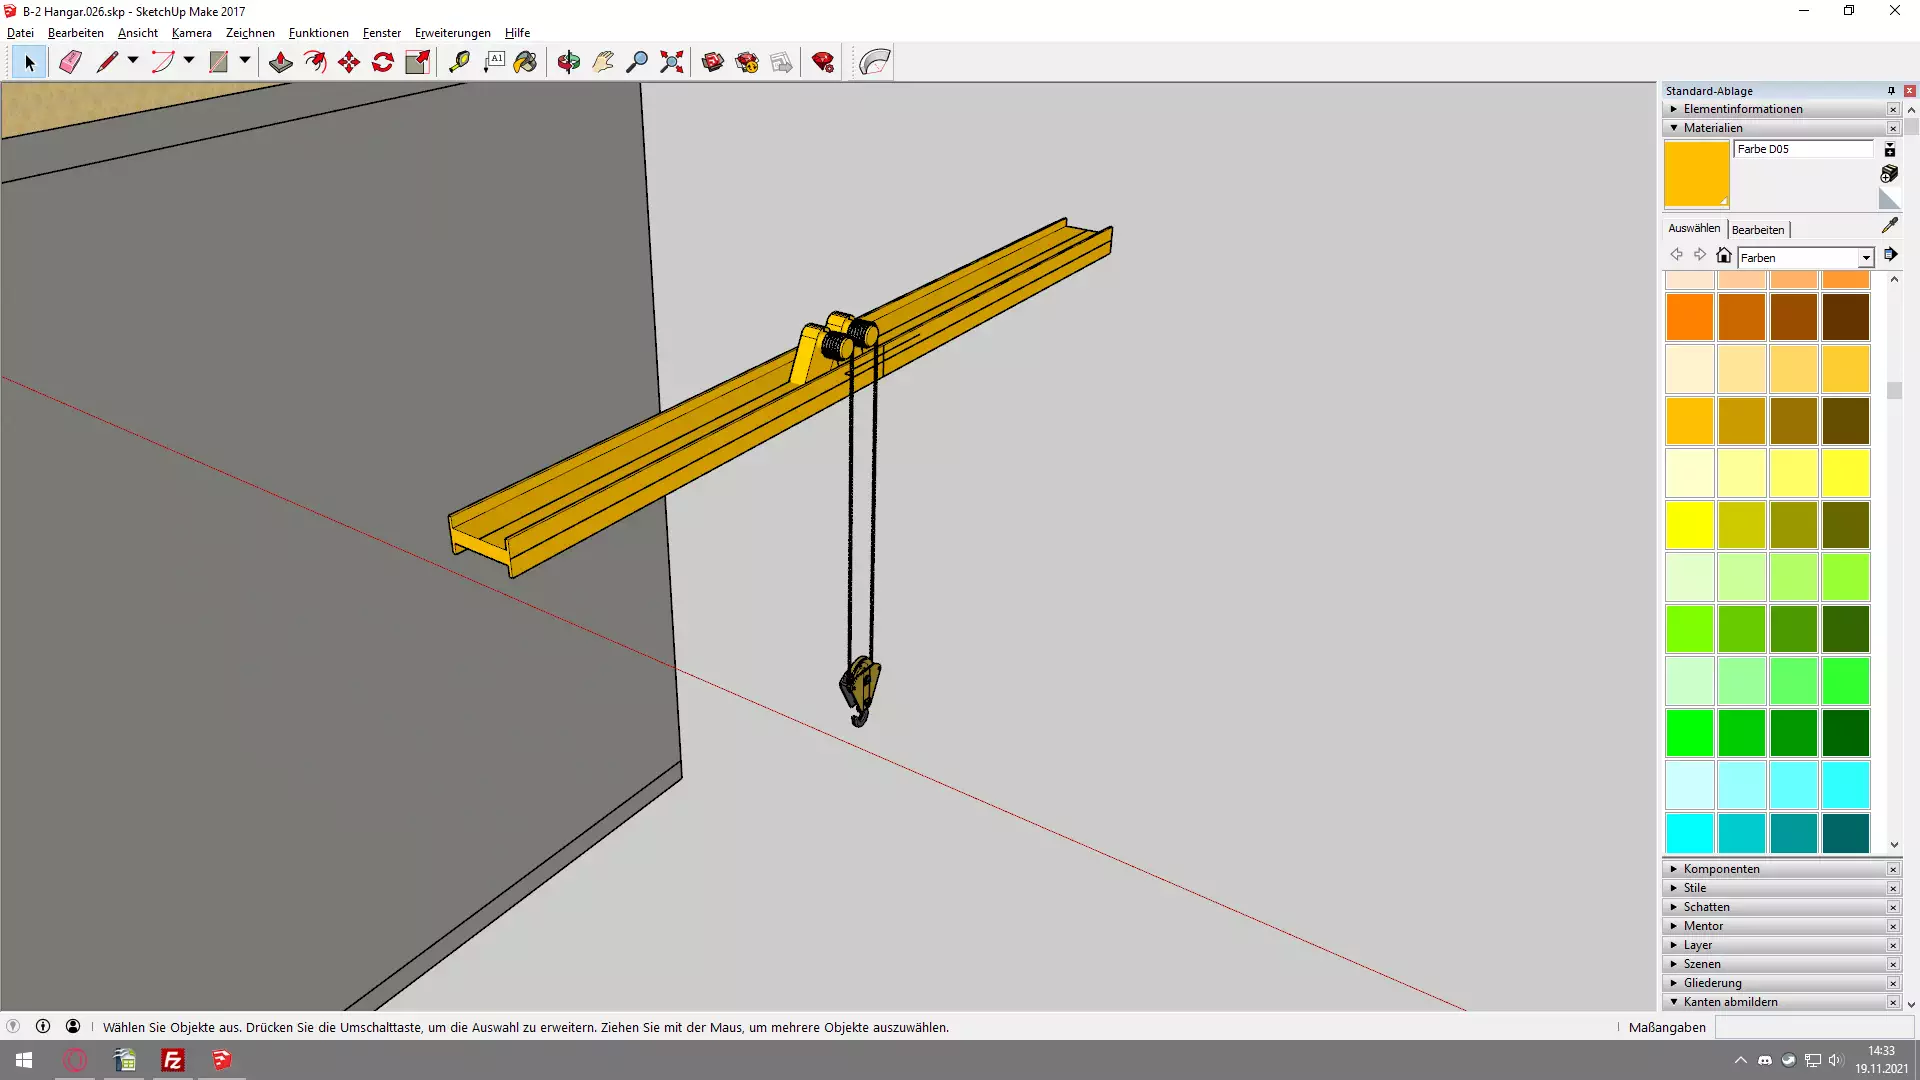 B-2 Hangar.026.skp - SketchUp Make 2017
Datei Bearbeiten Ansicht Kamera Zeichnen Funktionen Fenster Erweiterungen Hilfe
A1
Standard-Ablage
Elementinformationen
Materialien
Farbe D05
Auswählen Bearbeiten
Farben
Komponenten
Stile
Schatten
Mentor
Layer
Szenen
Gliederung
Kanten abmildern
Wählen Sie Objekte aus. Drücken Sie die Umschalttaste, um die Auswahl zu erweitern. Ziehen Sie mit der Maus, um mehrere Objekte auszuwählen.
Maßangaben
FZ
14:33
19.11.2021